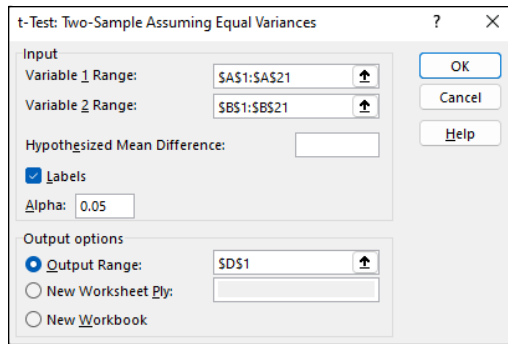 t-Test: Two-Sample Assuming Equal Variances ? ×
Input
Variable 1 Range: $A$1:$A$21
Variable 2 Range: $B$1:$B$21
Hypothesized Mean Difference:
Labels
Alpha: 0.05
OK
Cancel
Help
Output options
Output Range: $D$1
New Worksheet Ply:
New Workbook